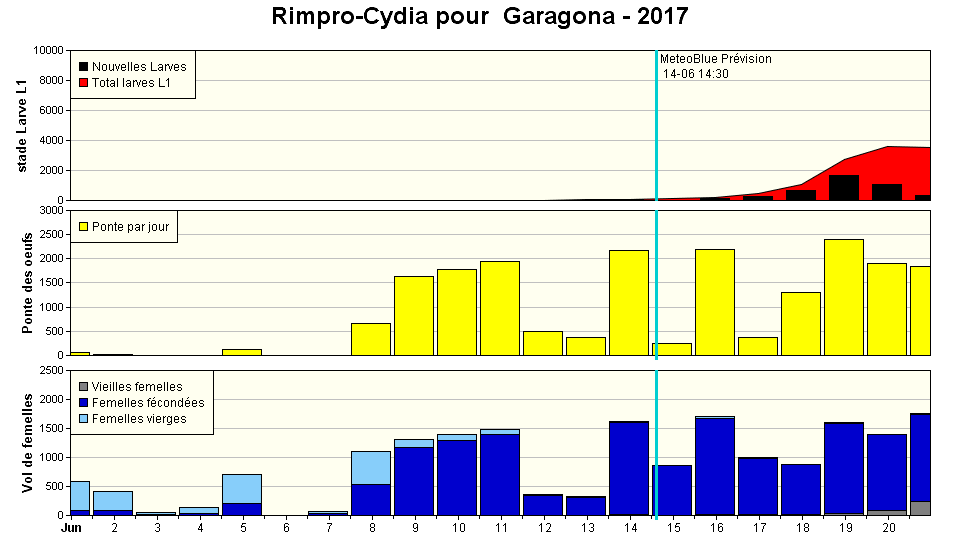 Rimpro-Cydia pour Garagona - 2017
stade Larve L1
10000
8000
6000
4000
2000
0
Nouvelles Larves
Total larves L1
MeteoBlue Prévision
14-06 14:30
Ponte des oeufs
3000
2500
2000
1500
1000
500
0
Ponte par jour
Vol de femelles
2500
2000
1500
1000
500
0
Vieilles femelles
Femelles fécondées
Femelles vierges
Jun 2 3 4 5 6 7 8 9 10 11 12 13 14 15 16 17 18 19 20